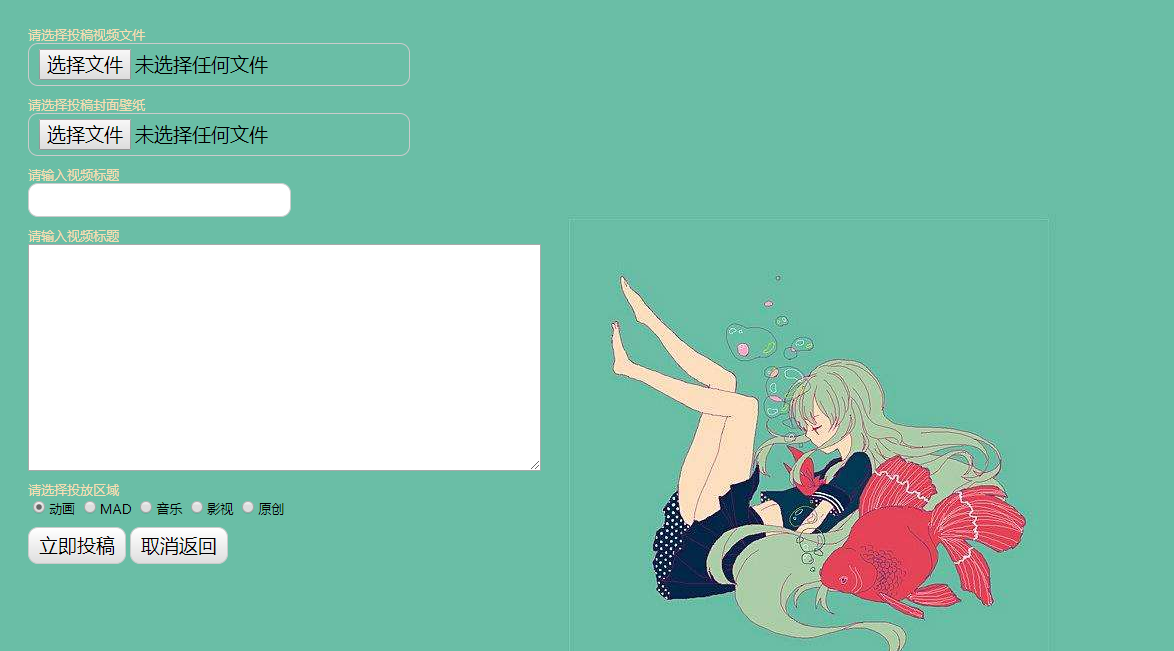 请选择投稿视频文件
选择文件 未选择任何文件
请选择投稿封面壁纸
选择文件 未选择任何文件
请输入视频标题
请输入视频标题
请选择投放区域
动画 MAD 音乐 影视 原创
立即投稿 取消返回